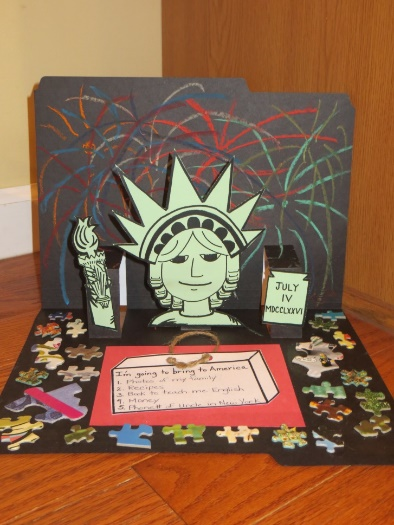 JULY
IV
MDCCLXXVI
I'm going to bring to America
1. Photos of my family
2. Recipes
3. Book to teach me English
4. Money
5. Phone # of Uncle in New York